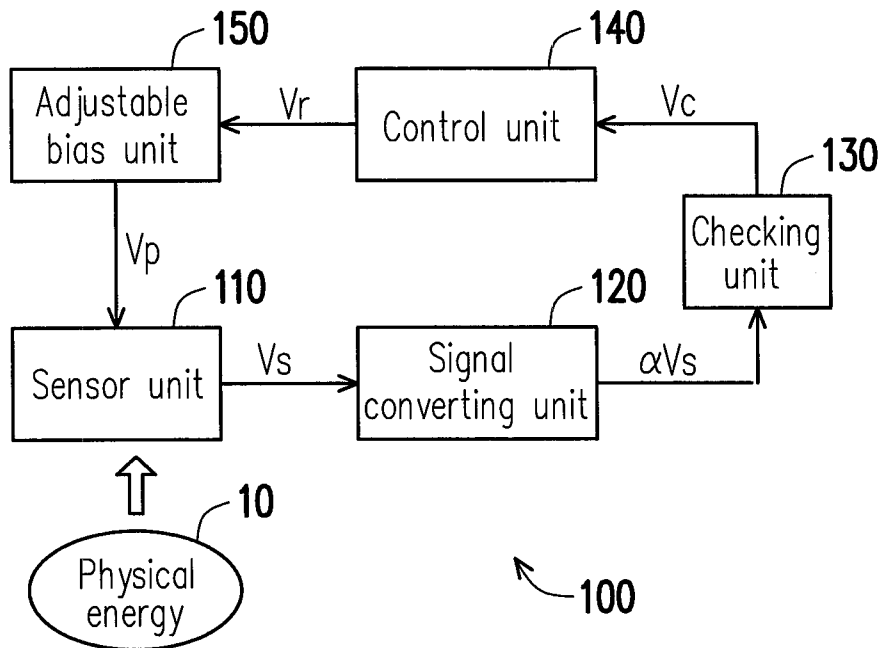 150
140
Adjustable
bias unit
Vr
Control unit
Vc
130
Checking
unit
Vp
110
120
Sensor unit
Vs
Signal
converting unit
αVs
10
Physical
energy
100